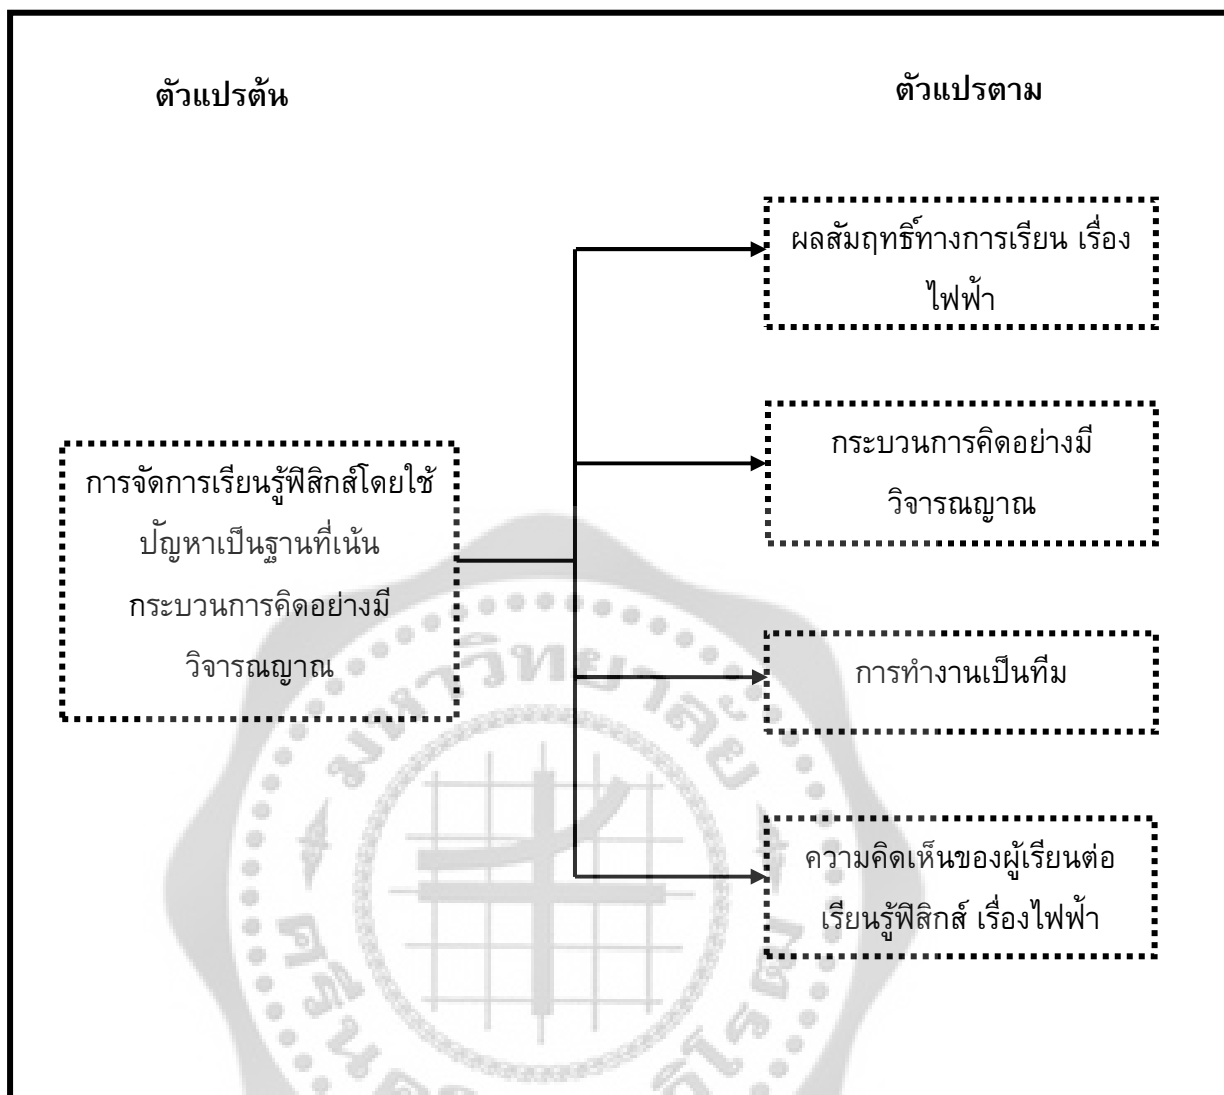 ตัวแปรต้น
ตัวแปรตาม
การจัดการเรียนรู้ฟิสิกส์โดยใช้
ปัญหาเป็นฐานที่เน้น
กระบวนการคิดอย่างมี
วิจารณญาณ
ผลสัมฤทธิ์ทางการเรียน เรื่อง
ไฟฟ้า
กระบวนการคิดอย่างมี
วิจารณญาณ
การทำงานเป็นทีม
ความคิดเห็นของผู้เรียนต่อ
เรียนรู้ฟิสิกส์ เรื่องไฟฟ้า
มหาวิทยาลัย